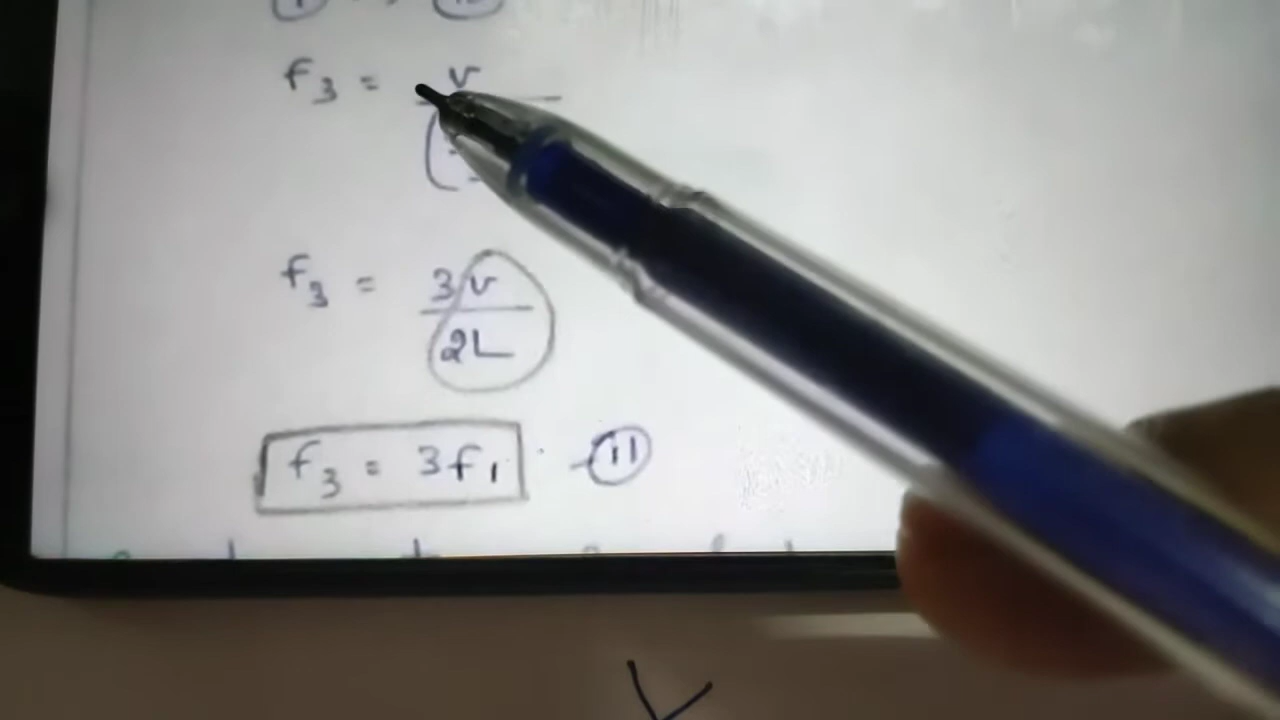 f₃ = v
f₃ = 3v
2L
f₃ = 3f₁ - (11)